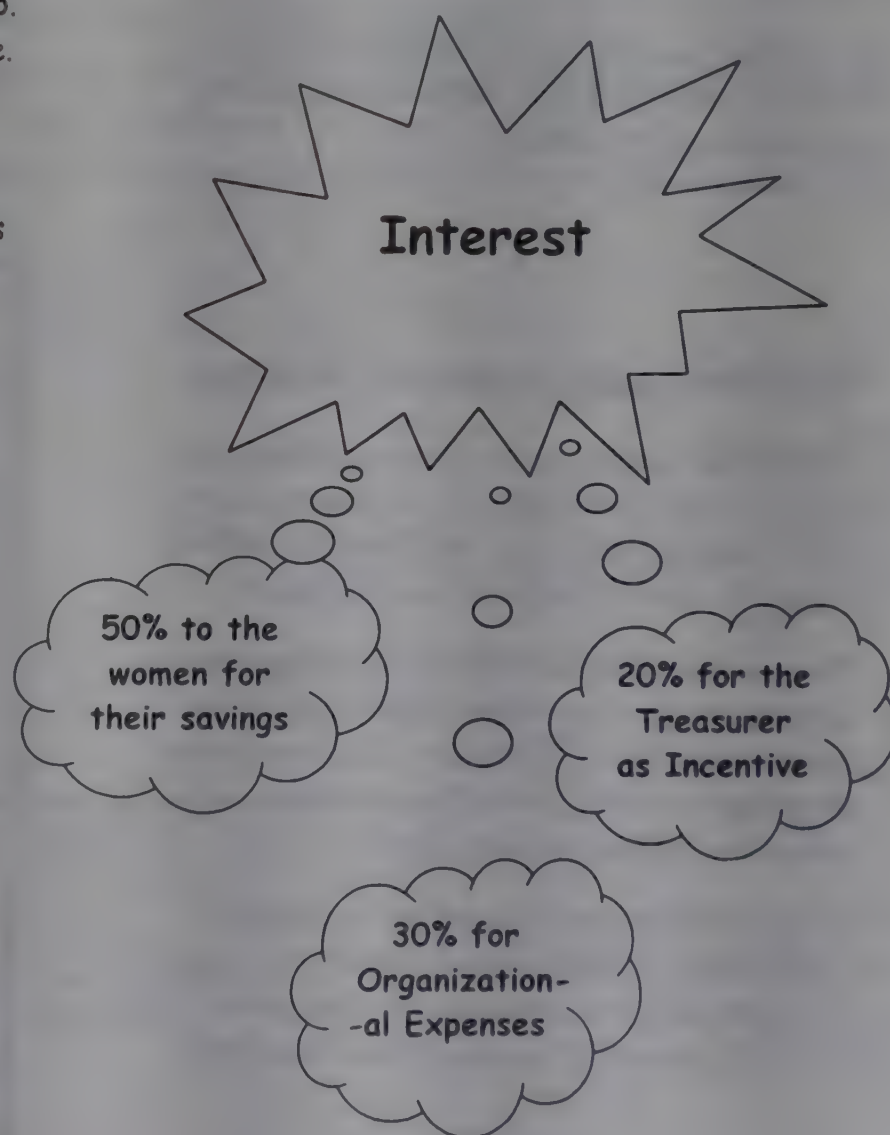 Interest
50% to the
women for
their savings
20% for the
Treasurer
as Incentive
30% for
Organization-
-al Expenses